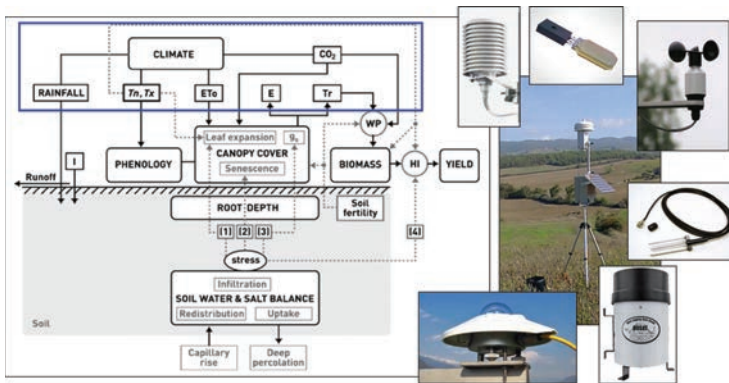 CLIMATE
CO2
RAINFALL
Tn, Tx
ETo
E
Tr
Leaf expansion
gs
WP
I
PHENOLOGY
CANOPY COVER
BIOMASS
HI
YIELD
Senescence
Runoff
ROOT DEPTH
Soil
fertility
(1)
(2)
(3)
(4)
stress
Infiltration
SOIL WATER & SALT BALANCE
Redistribution
Uptake
Soil
Capillary
rise
Deep
percolation